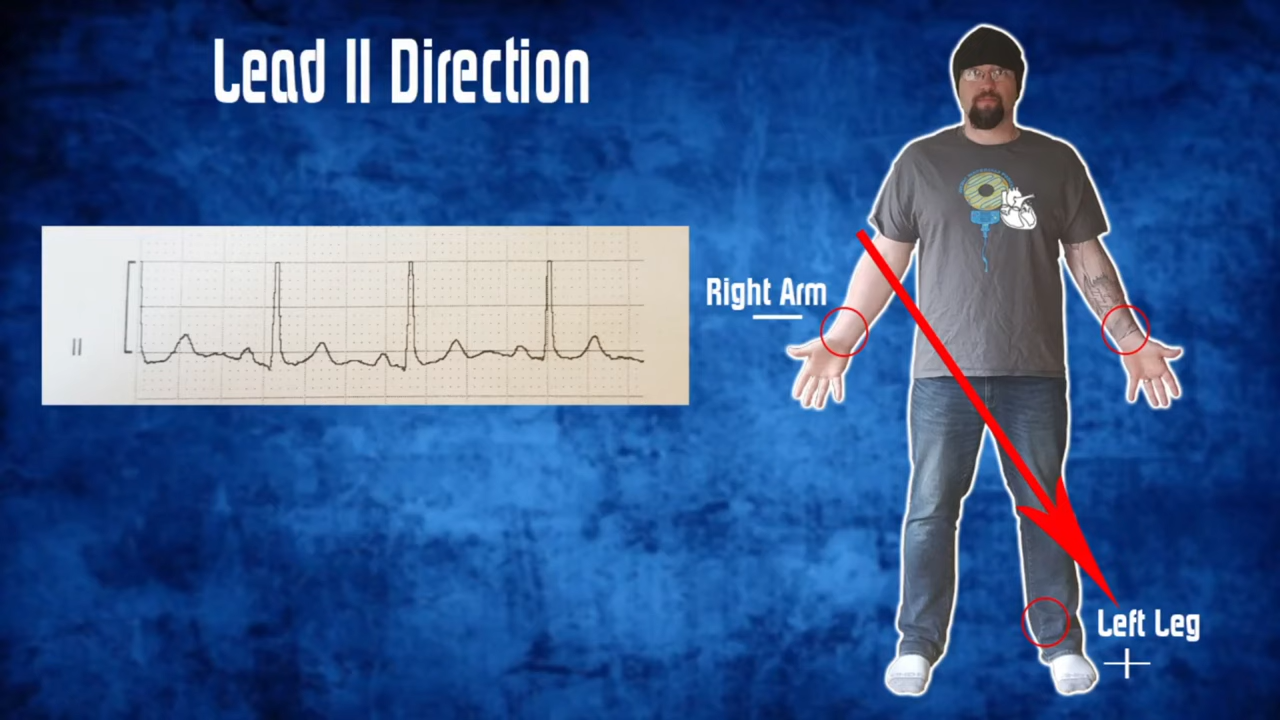 Lead II Direction
II
Right Arm
—
Left Leg
+